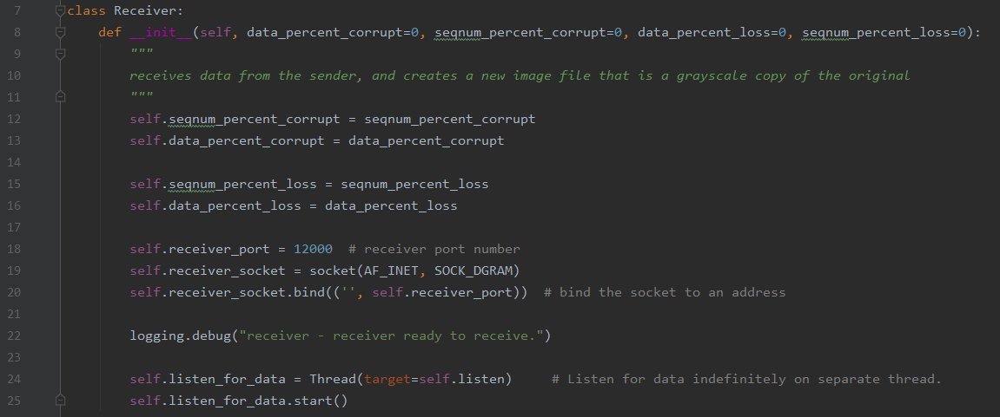 7 class Receiver:
8     def __init__(self, data_percent_corrupt=0, seqnum_percent_corrupt=0, data_percent_loss=0, seqnum_percent_loss=0):
9         """
10         receives data from the sender, and creates a new image file that is a grayscale copy of the original
11         """
12         self.seqnum_percent_corrupt = seqnum_percent_corrupt
13         self.data_percent_corrupt = data_percent_corrupt
14
15         self.seqnum_percent_loss = seqnum_percent_loss
16         self.data_percent_loss = data_percent_loss
17
18         self.receiver_port = 12000  # receiver port number
19         self.receiver_socket = socket(AF_INET, SOCK_DGRAM)
20         self.receiver_socket.bind(('', self.receiver_port))  # bind the socket to an address
21
22         logging.debug("receiver - receiver ready to receive.")
23
24         self.listen_for_data = Thread(target=self.listen)     # Listen for data indefinitely on separate thread.
25         self.listen_for_data.start()